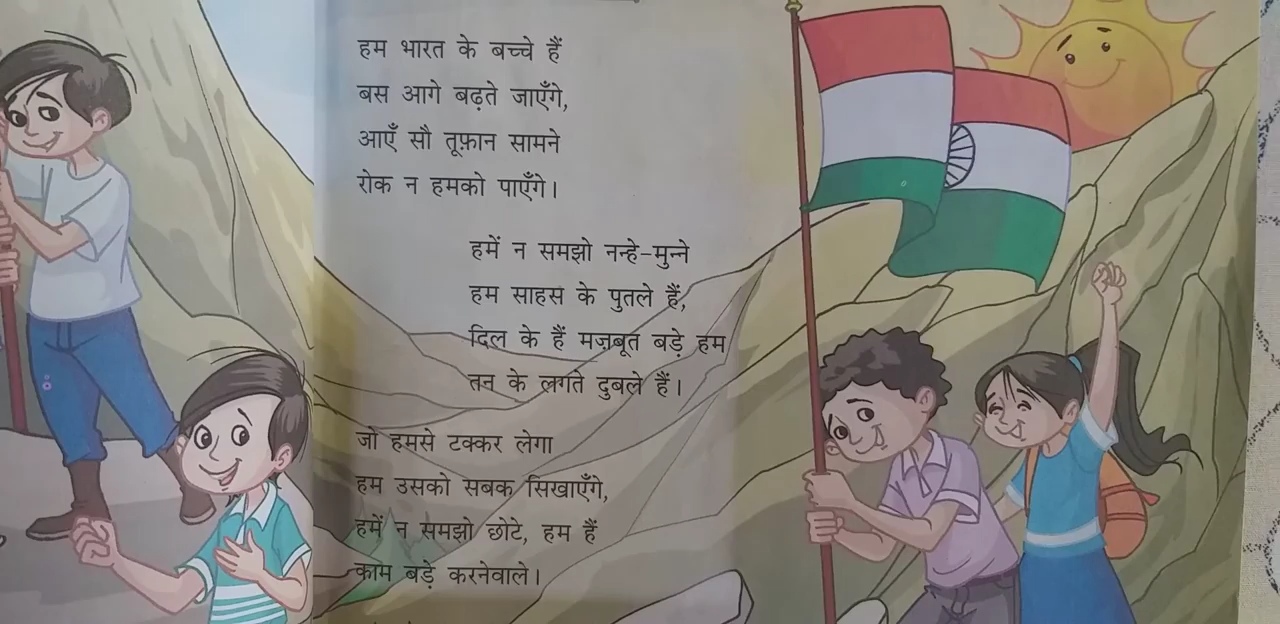 हम भारत के बच्चे हैं
बस आगे बढ़ते जाएँगे,
आएँ सौ तूफ़ान सामने
रोक न हमको पाएँगे।
हमें न समझो नन्हे-मुन्ने
हम साहस के पुतले हैं,
दिल के हैं मज़बूत बड़े हम
तन के लगते दुबले हैं।
जो हमसे टक्कर लेगा
हम उसको सबक सिखाएँगे,
हमें न समझो छोटे, हम हैं
काम बड़े करनेवाले।